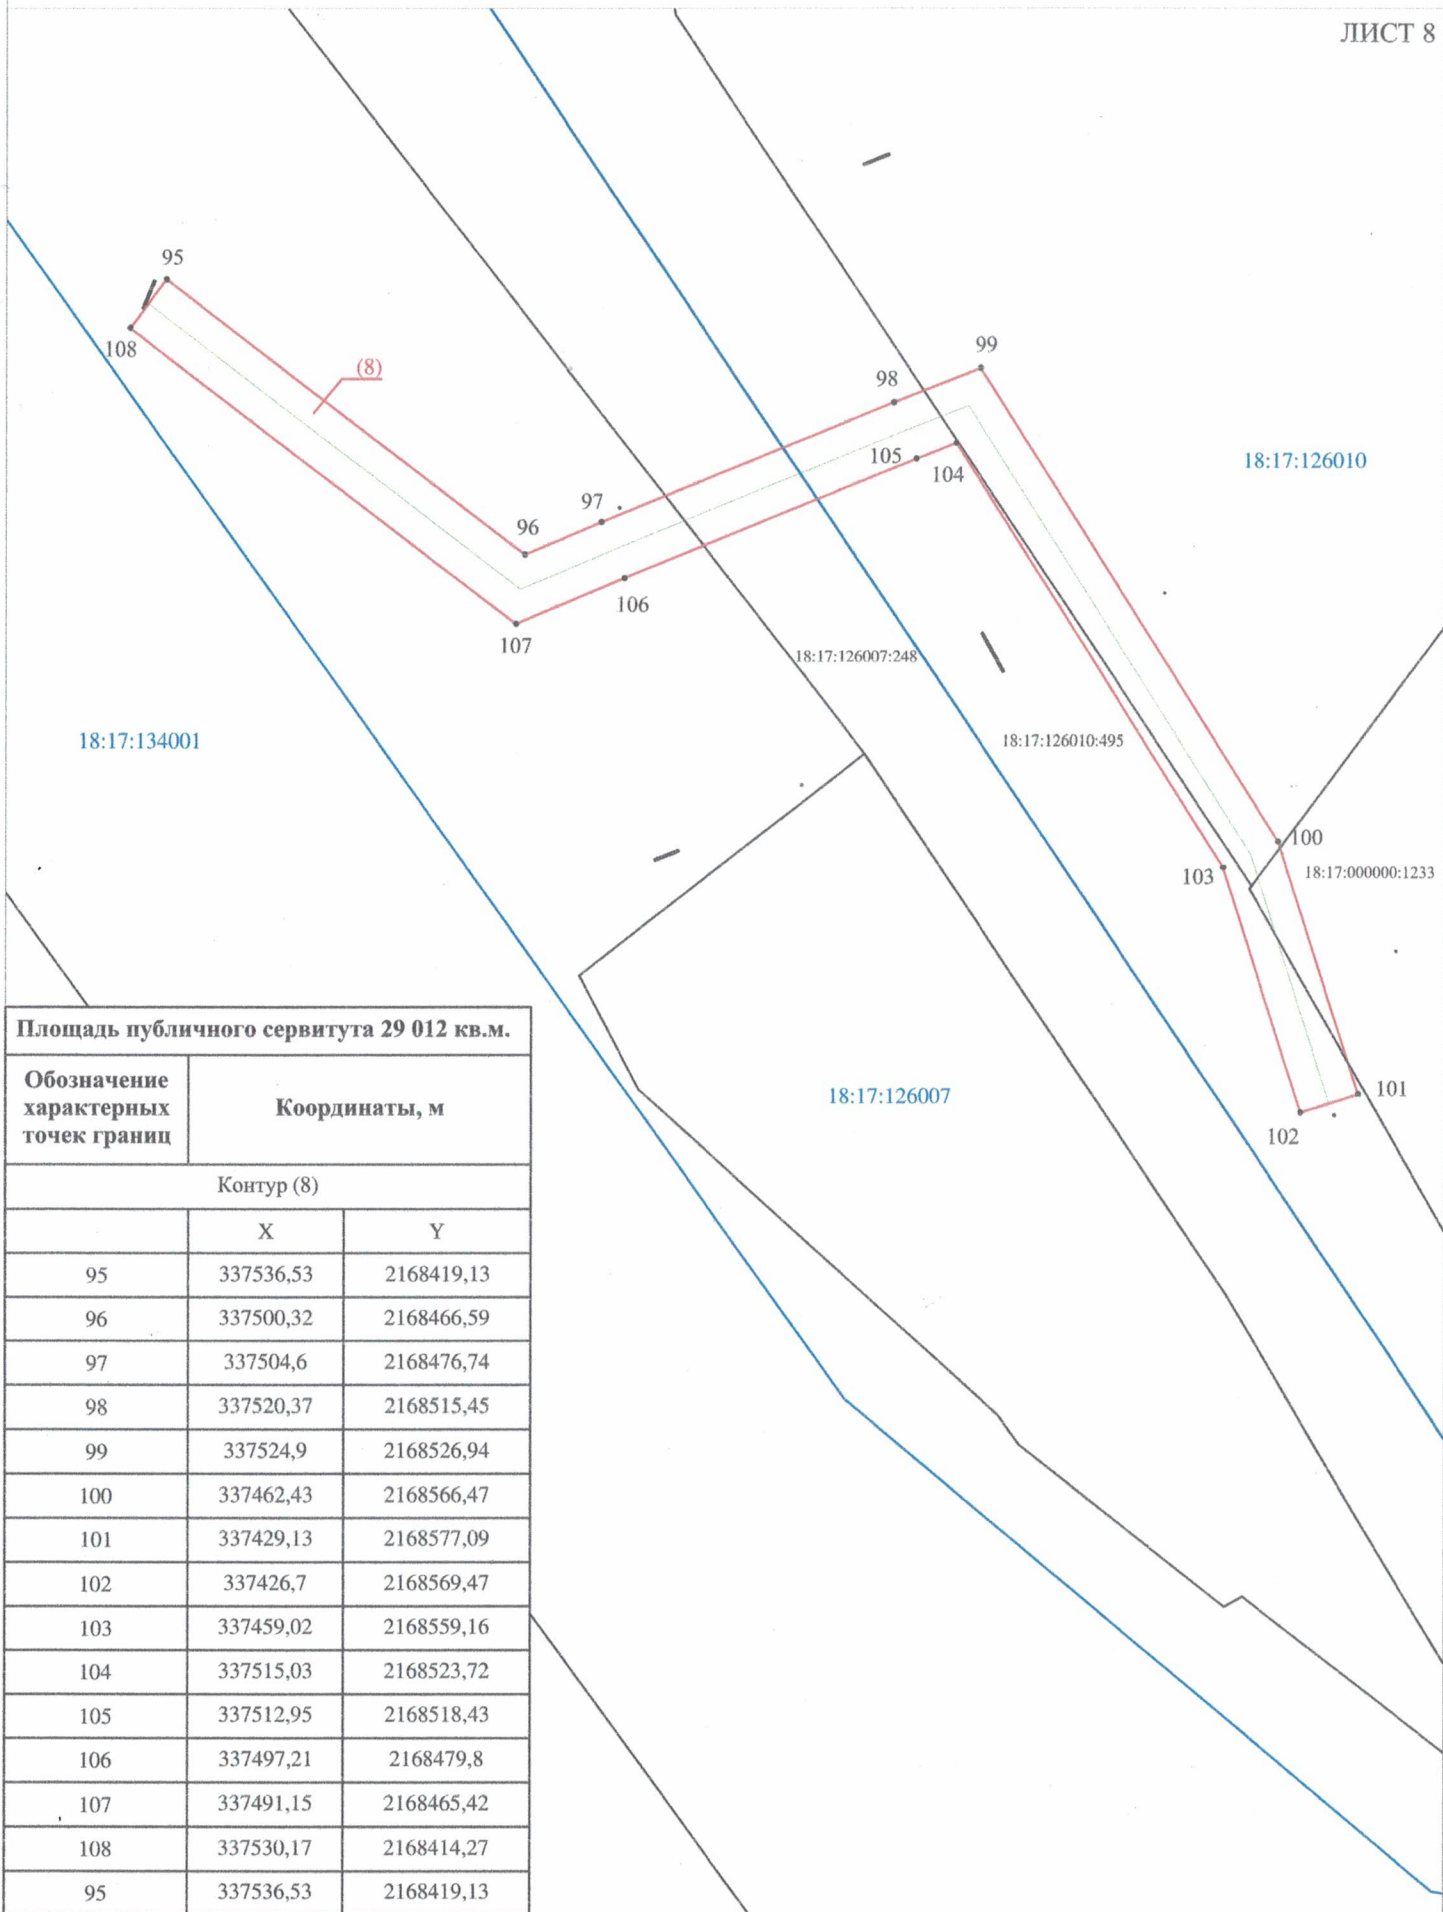 ЛИСТ 8
95
108
(8)
99
98
105
104
18:17:126010
97
96
106
107
18:17:126007:248
18:17:134001
18:17:126010:495
100
103
18:17:000000:1233
101
102
18:17:126007
Площадь публичного сервитута 29 012 кв.м.
Обозначение
характерных
точек границ
Координаты, м
Контур (8)
X Y
95 337536,53 2168419,13
96 337500,32 2168466,59
97 337504,6 2168476,74
98 337520,37 2168515,45
99 337524,9 2168526,94
100 337462,43 2168566,47
101 337429,13 2168577,09
102 337426,7 2168569,47
103 337459,02 2168559,16
104 337515,03 2168523,72
105 337512,95 2168518,43
106 337497,21 2168479,8
107 337491,15 2168465,42
108 337530,17 2168414,27
95 337536,53 2168419,13